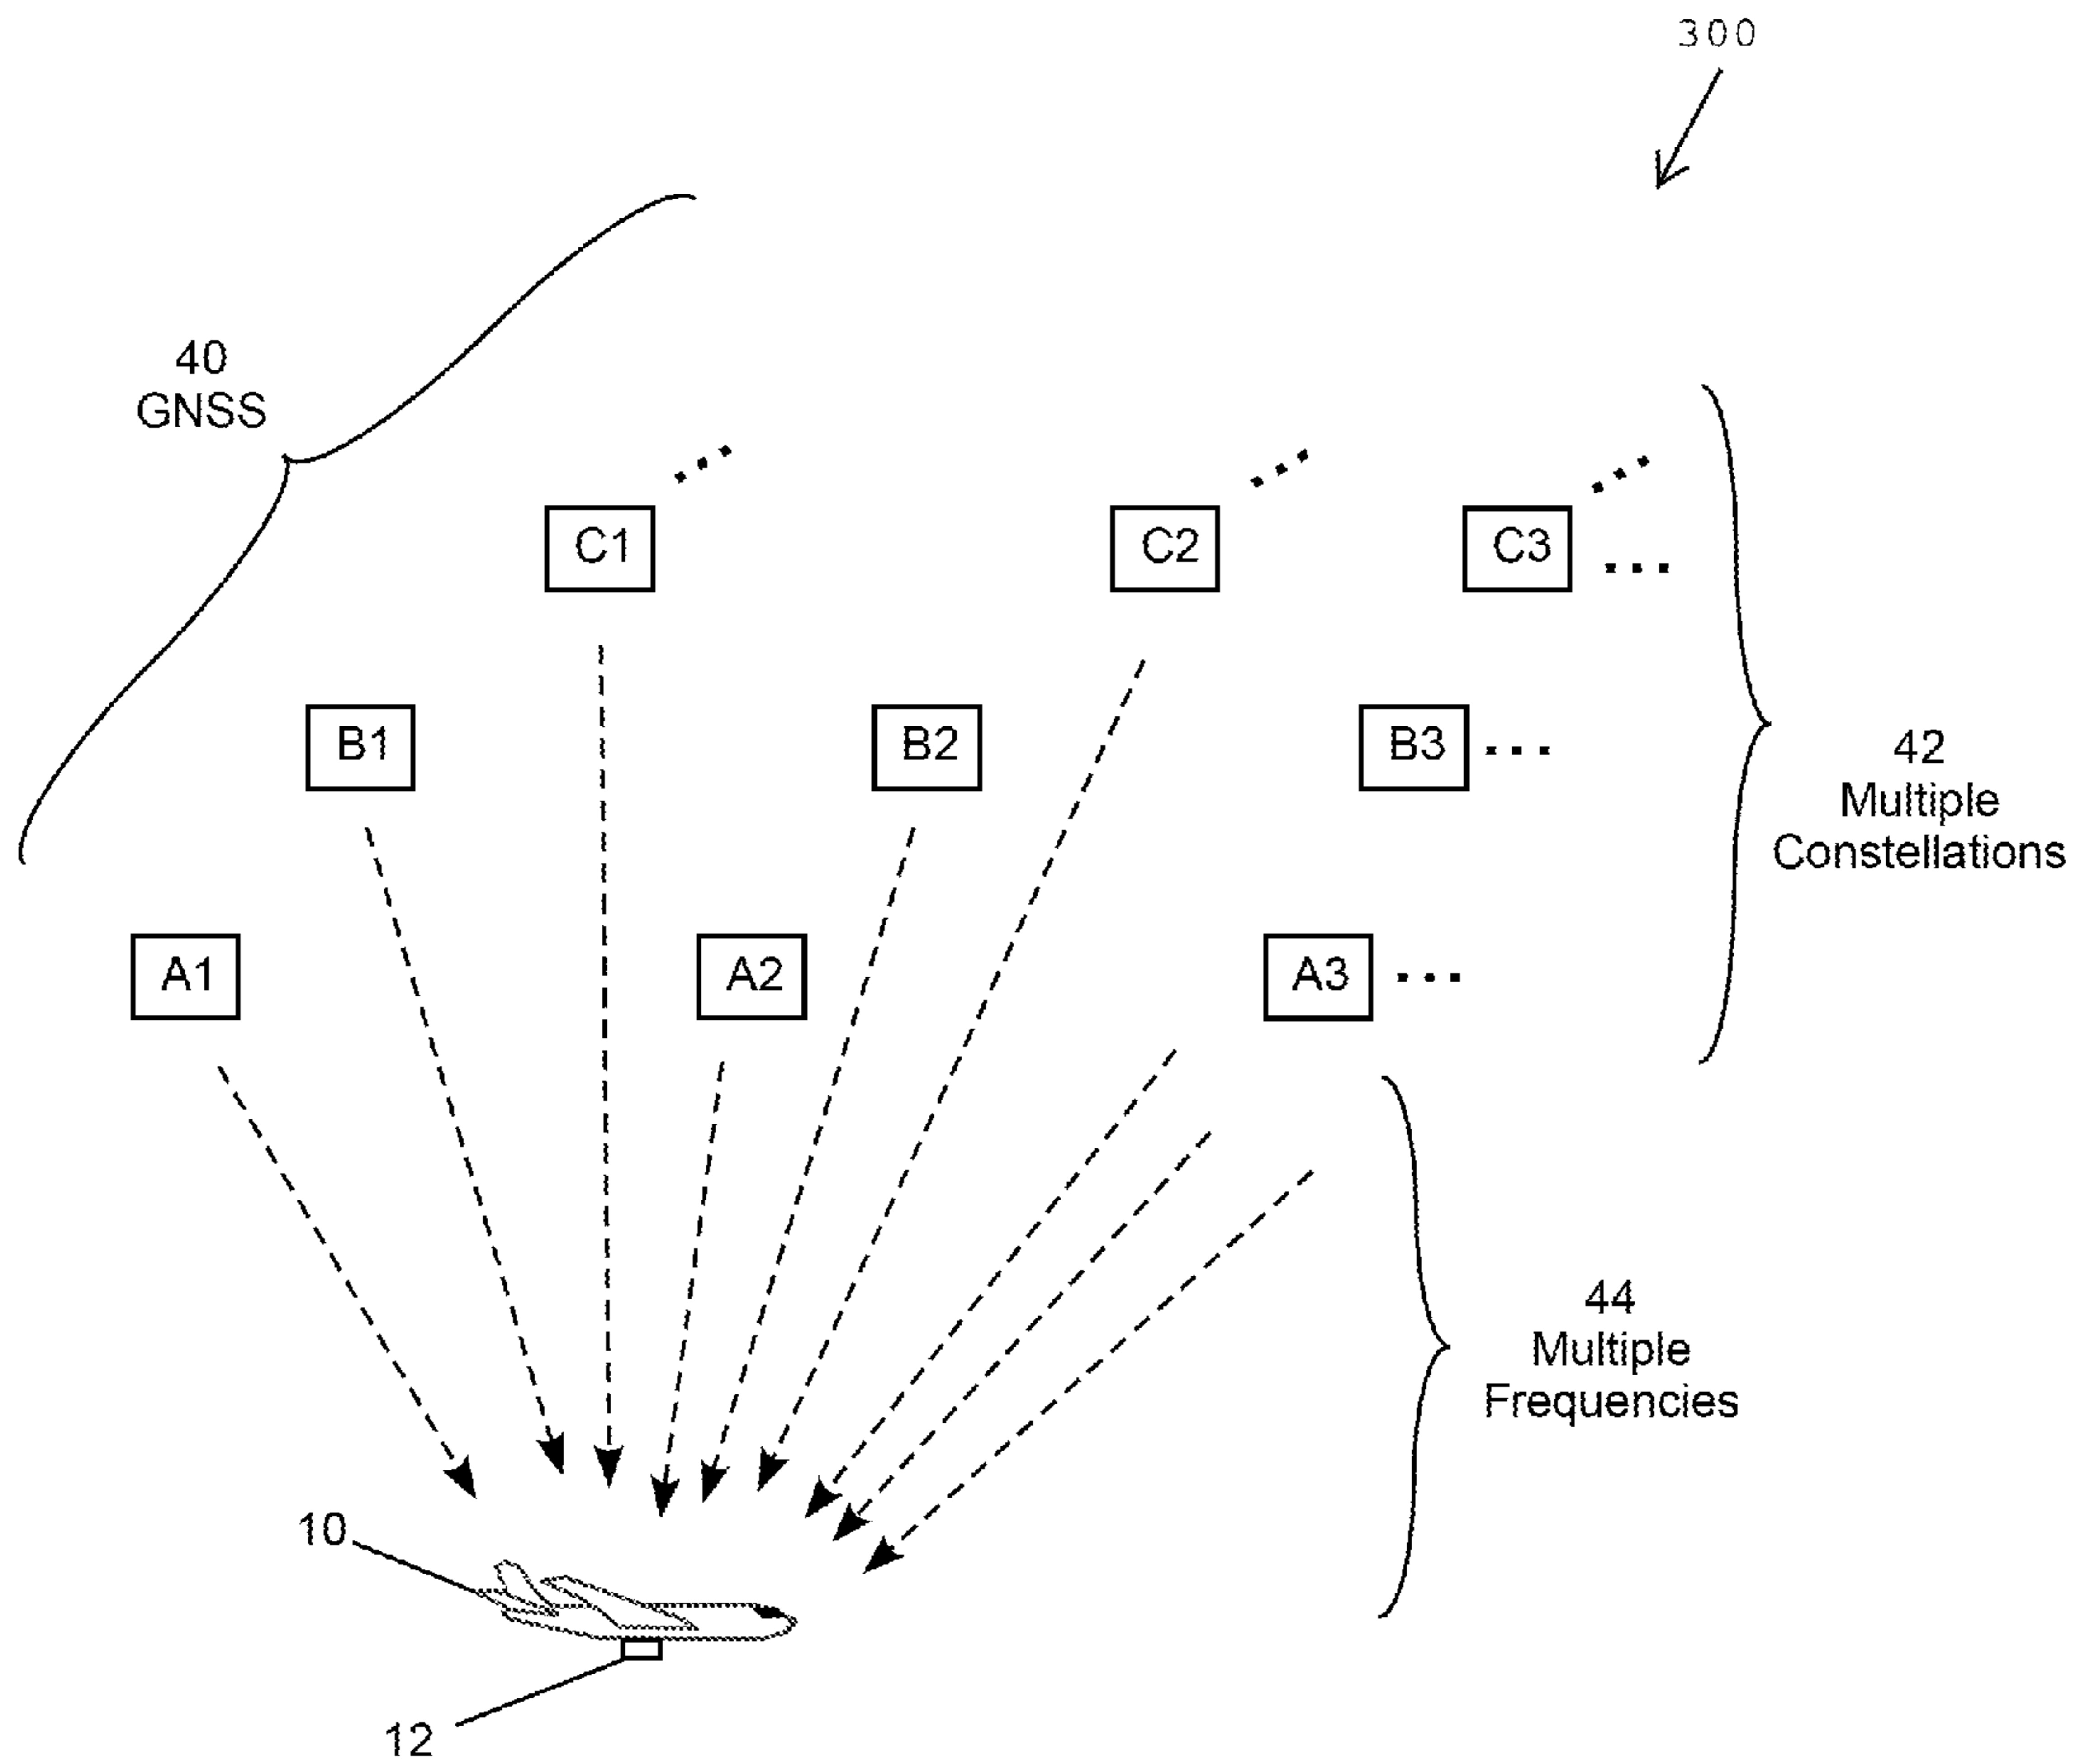 300
40
GNSS
C1
C2
C3
B1
B2
B3
42
Multiple
Constellations
A1
A2
A3
44
Multiple
Frequencies
10
12